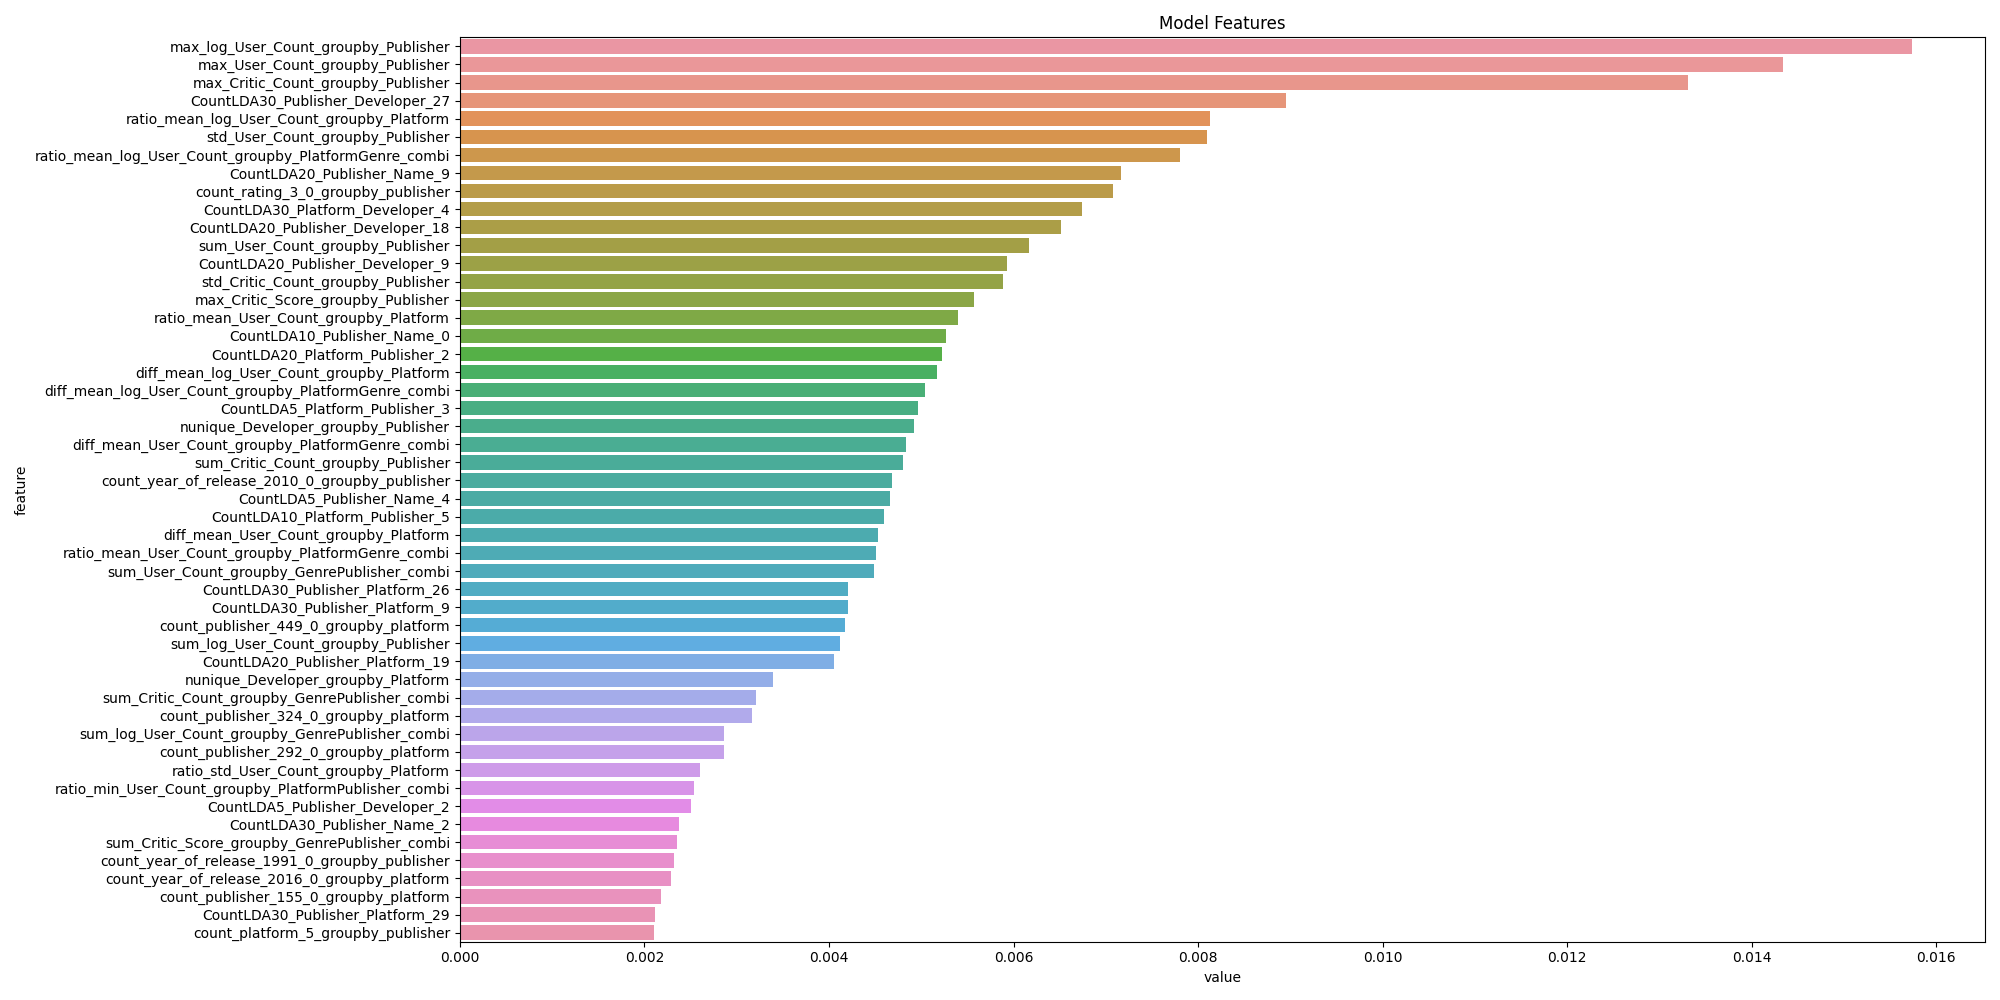 Model Features
max_log_User_Count_groupby_Publisher
max_User_Count_groupby_Publisher
max_Critic_Count_groupby_Publisher
CountLDA30_Publisher_Developer_27
ratio_mean_log_User_Count_groupby_Platform
std_User_Count_groupby_Publisher
ratio_mean_log_User_Count_groupby_PlatformGenre_combi
CountLDA20_Publisher_Name_9
count_rating_3_0_groupby_publisher
CountLDA30_Platform_Developer_4
CountLDA20_Publisher_Developer_18
sum_User_Count_groupby_Publisher
CountLDA20_Publisher_Developer_9
std_Critic_Count_groupby_Publisher
max_Critic_Score_groupby_Publisher
ratio_mean_User_Count_groupby_Platform
CountLDA10_Publisher_Name_0
CountLDA20_Platform_Publisher_2
diff_mean_log_User_Count_groupby_Platform
diff_mean_log_User_Count_groupby_PlatformGenre_combi
CountLDA5_Platform_Publisher_3
nunique_Developer_groupby_Publisher
diff_mean_User_Count_groupby_PlatformGenre_combi
sum_Critic_Count_groupby_Publisher
count_year_of_release_2010_0_groupby_publisher
CountLDA5_Publisher_Name_4
CountLDA10_Platform_Publisher_5
diff_mean_User_Count_groupby_Platform
ratio_mean_User_Count_groupby_PlatformGenre_combi
sum_User_Count_groupby_GenrePublisher_combi
CountLDA30_Publisher_Platform_26
CountLDA30_Publisher_Platform_9
count_publisher_449_0_groupby_platform
sum_log_User_Count_groupby_Publisher
CountLDA20_Publisher_Platform_19
nunique_Developer_groupby_Platform
sum_Critic_Count_groupby_GenrePublisher_combi
count_publisher_324_0_groupby_platform
sum_log_User_Count_groupby_GenrePublisher_combi
count_publisher_292_0_groupby_platform
ratio_std_User_Count_groupby_Platform
ratio_min_User_Count_groupby_PlatformPublisher_combi
CountLDA5_Publisher_Developer_2
CountLDA30_Publisher_Name_2
sum_Critic_Score_groupby_GenrePublisher_combi
count_year_of_release_1991_0_groupby_publisher
count_year_of_release_2016_0_groupby_platform
count_publisher_155_0_groupby_platform
CountLDA30_Publisher_Platform_29
count_platform_5_groupby_publisher
feature
0.000 0.002 0.004 0.006 0.008 0.010 0.012 0.014 0.016
value